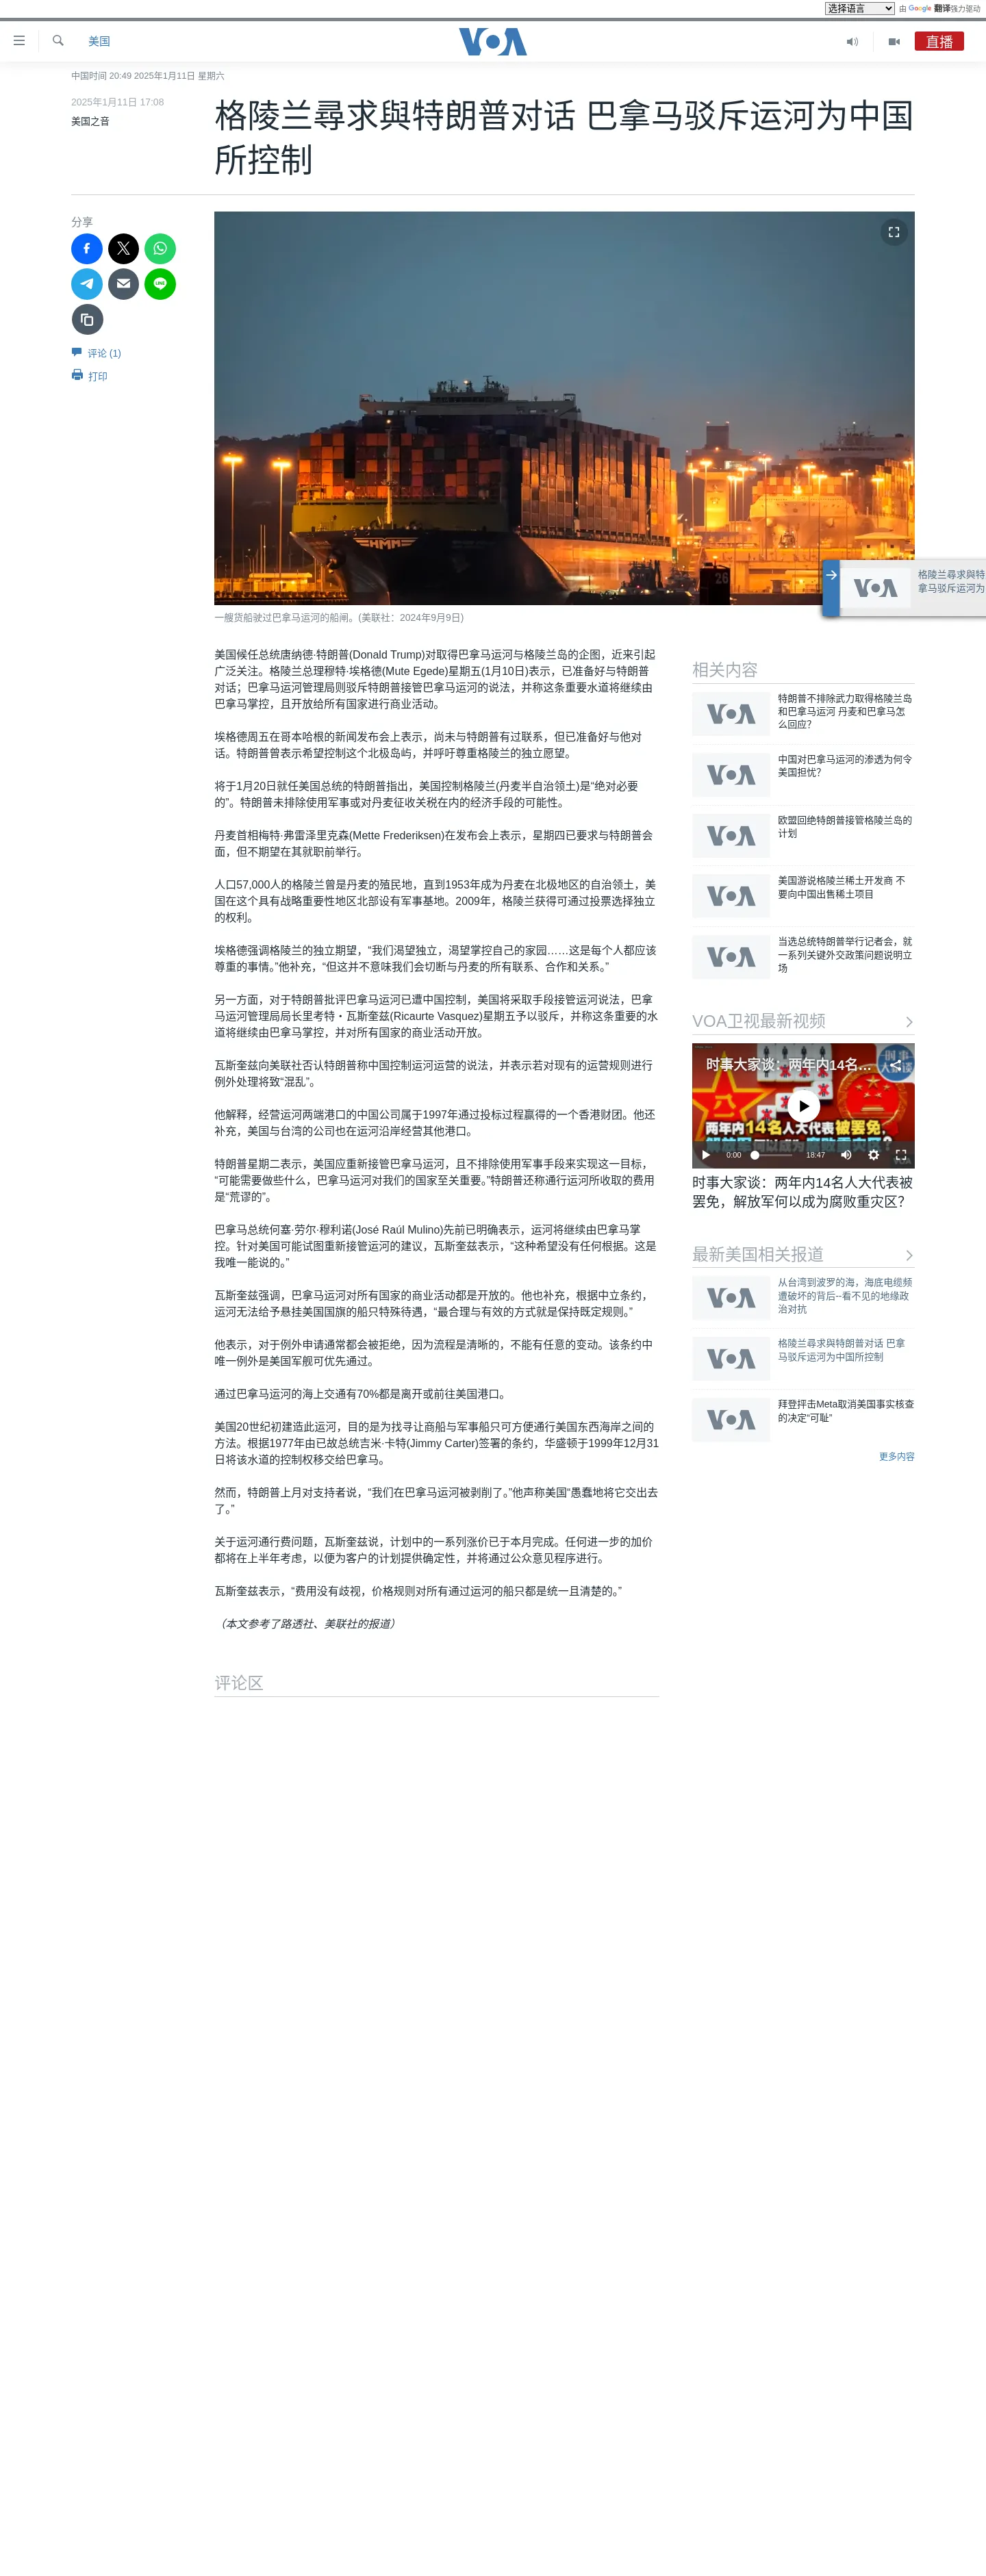 选择语言
由 Google 翻译强力驱动
美国
VOA
直播
中国时间 20:49 2025年1月11日 星期六
2025年1月11日 17:08
美国之音
格陵兰尋求與特朗普对话 巴拿马驳斥运河为中国
所控制
分享
评论 (1)
打印
26
格陵兰尋求與特
拿马驳斥运河为
VOA
一艘货船驶过巴拿马运河的船闸。(美联社：2024年9月9日)
美国候任总统唐纳德·特朗普(Donald Trump)对取得巴拿马运河与格陵兰岛的企图，近来引起
广泛关注。格陵兰总理穆特·埃格德(Mute Egede)星期五(1月10日)表示，已准备好与特朗普
对话；巴拿马运河管理局则驳斥特朗普接管巴拿马运河的说法，并称这条重要水道将继续由
巴拿马掌控，且开放给所有国家进行商业活动。
埃格德周五在哥本哈根的新闻发布会上表示，尚未与特朗普有过联系，但已准备好与他对
话。特朗普曾表示希望控制这个北极岛屿，并呼吁尊重格陵兰的独立愿望。
将于1月20日就任美国总统的特朗普指出，美国控制格陵兰(丹麦半自治领土)是“绝对必要
的”。特朗普未排除使用军事或对丹麦征收关税在内的经济手段的可能性。
丹麦首相梅特·弗雷泽里克森(Mette Frederiksen)在发布会上表示，星期四已要求与特朗普会
面，但不期望在其就职前举行。
人口57,000人的格陵兰曾是丹麦的殖民地，直到1953年成为丹麦在北极地区的自治领土，美
国在这个具有战略重要性地区北部设有军事基地。2009年，格陵兰获得可通过投票选择独立
的权利。
埃格德强调格陵兰的独立期望，“我们渴望独立，渴望掌控自己的家园……这是每个人都应该
尊重的事情。”他补充，“但这并不意味我们会切断与丹麦的所有联系、合作和关系。”
另一方面，对于特朗普批评巴拿马运河已遭中国控制，美国将采取手段接管运河说法，巴拿
马运河管理局局长里考特・瓦斯奎兹(Ricaurte Vasquez)星期五予以驳斥，并称这条重要的水
道将继续由巴拿马掌控，并对所有国家的商业活动开放。
瓦斯奎兹向美联社否认特朗普称中国控制运河运营的说法，并表示若对现有的运营规则进行
例外处理将致“混乱”。
他解释，经营运河两端港口的中国公司属于1997年通过投标过程赢得的一个香港财团。他还
补充，美国与台湾的公司也在运河沿岸经营其他港口。
特朗普星期二表示，美国应重新接管巴拿马运河，且不排除使用军事手段来实现这一目标，
“可能需要做些什么，巴拿马运河对我们的国家至关重要。”特朗普还称通行运河所收取的费用
是“荒谬的”。
巴拿马总统何塞·劳尔·穆利诺(José Raúl Mulino)先前已明确表示，运河将继续由巴拿马掌
控。针对美国可能试图重新接管运河的建议，瓦斯奎兹表示，“这种希望没有任何根据。这是
我唯一能说的。”
瓦斯奎兹强调，巴拿马运河对所有国家的商业活动都是开放的。他也补充，根据中立条约，
运河无法给予悬挂美国国旗的船只特殊待遇，“最合理与有效的方式就是保持既定规则。”
他表示，对于例外申请通常都会被拒绝，因为流程是清晰的，不能有任意的变动。该条约中
唯一例外是美国军舰可优先通过。
通过巴拿马运河的海上交通有70%都是离开或前往美国港口。
美国20世纪初建造此运河，目的是为找寻让商船与军事船只可方便通行美国东西海岸之间的
方法。根据1977年由已故总统吉米·卡特(Jimmy Carter)签署的条约，华盛顿于1999年12月31
日将该水道的控制权移交给巴拿马。
然而，特朗普上月对支持者说，“我们在巴拿马运河被剥削了。”他声称美国“愚蠢地将它交出去
了。”
关于运河通行费问题，瓦斯奎兹说，计划中的一系列涨价已于本月完成。任何进一步的加价
都将在上半年考虑，以便为客户的计划提供确定性，并将通过公众意见程序进行。
瓦斯奎兹表示，“费用没有歧视，价格规则对所有通过运河的船只都是统一且清楚的。”
（本文参考了路透社、美联社的报道）
评论区
相关内容
VOA
特朗普不排除武力取得格陵兰岛
和巴拿马运河 丹麦和巴拿马怎
么回应？
VOA
中国对巴拿马运河的渗透为何令
美国担忧？
VOA
欧盟回绝特朗普接管格陵兰岛的
计划
VOA
美国游说格陵兰稀土开发商 不
要向中国出售稀土项目
VOA
当选总统特朗普举行记者会，就
一系列关键外交政策问题说明立
场
VOA卫视最新视频
时事大家谈：两年内14名…
两年内14名人大代表被罢免，
0:00
18:47
时事大家谈：两年内14名人大代表被
罢免，解放军何以成为腐败重灾区？
最新美国相关报道
VOA
从台湾到波罗的海，海底电缆频
遭破坏的背后--看不见的地缘政
治对抗
VOA
格陵兰尋求與特朗普对话 巴拿
马驳斥运河为中国所控制
VOA
拜登抨击Meta取消美国事实核查
的决定“可耻”
更多内容